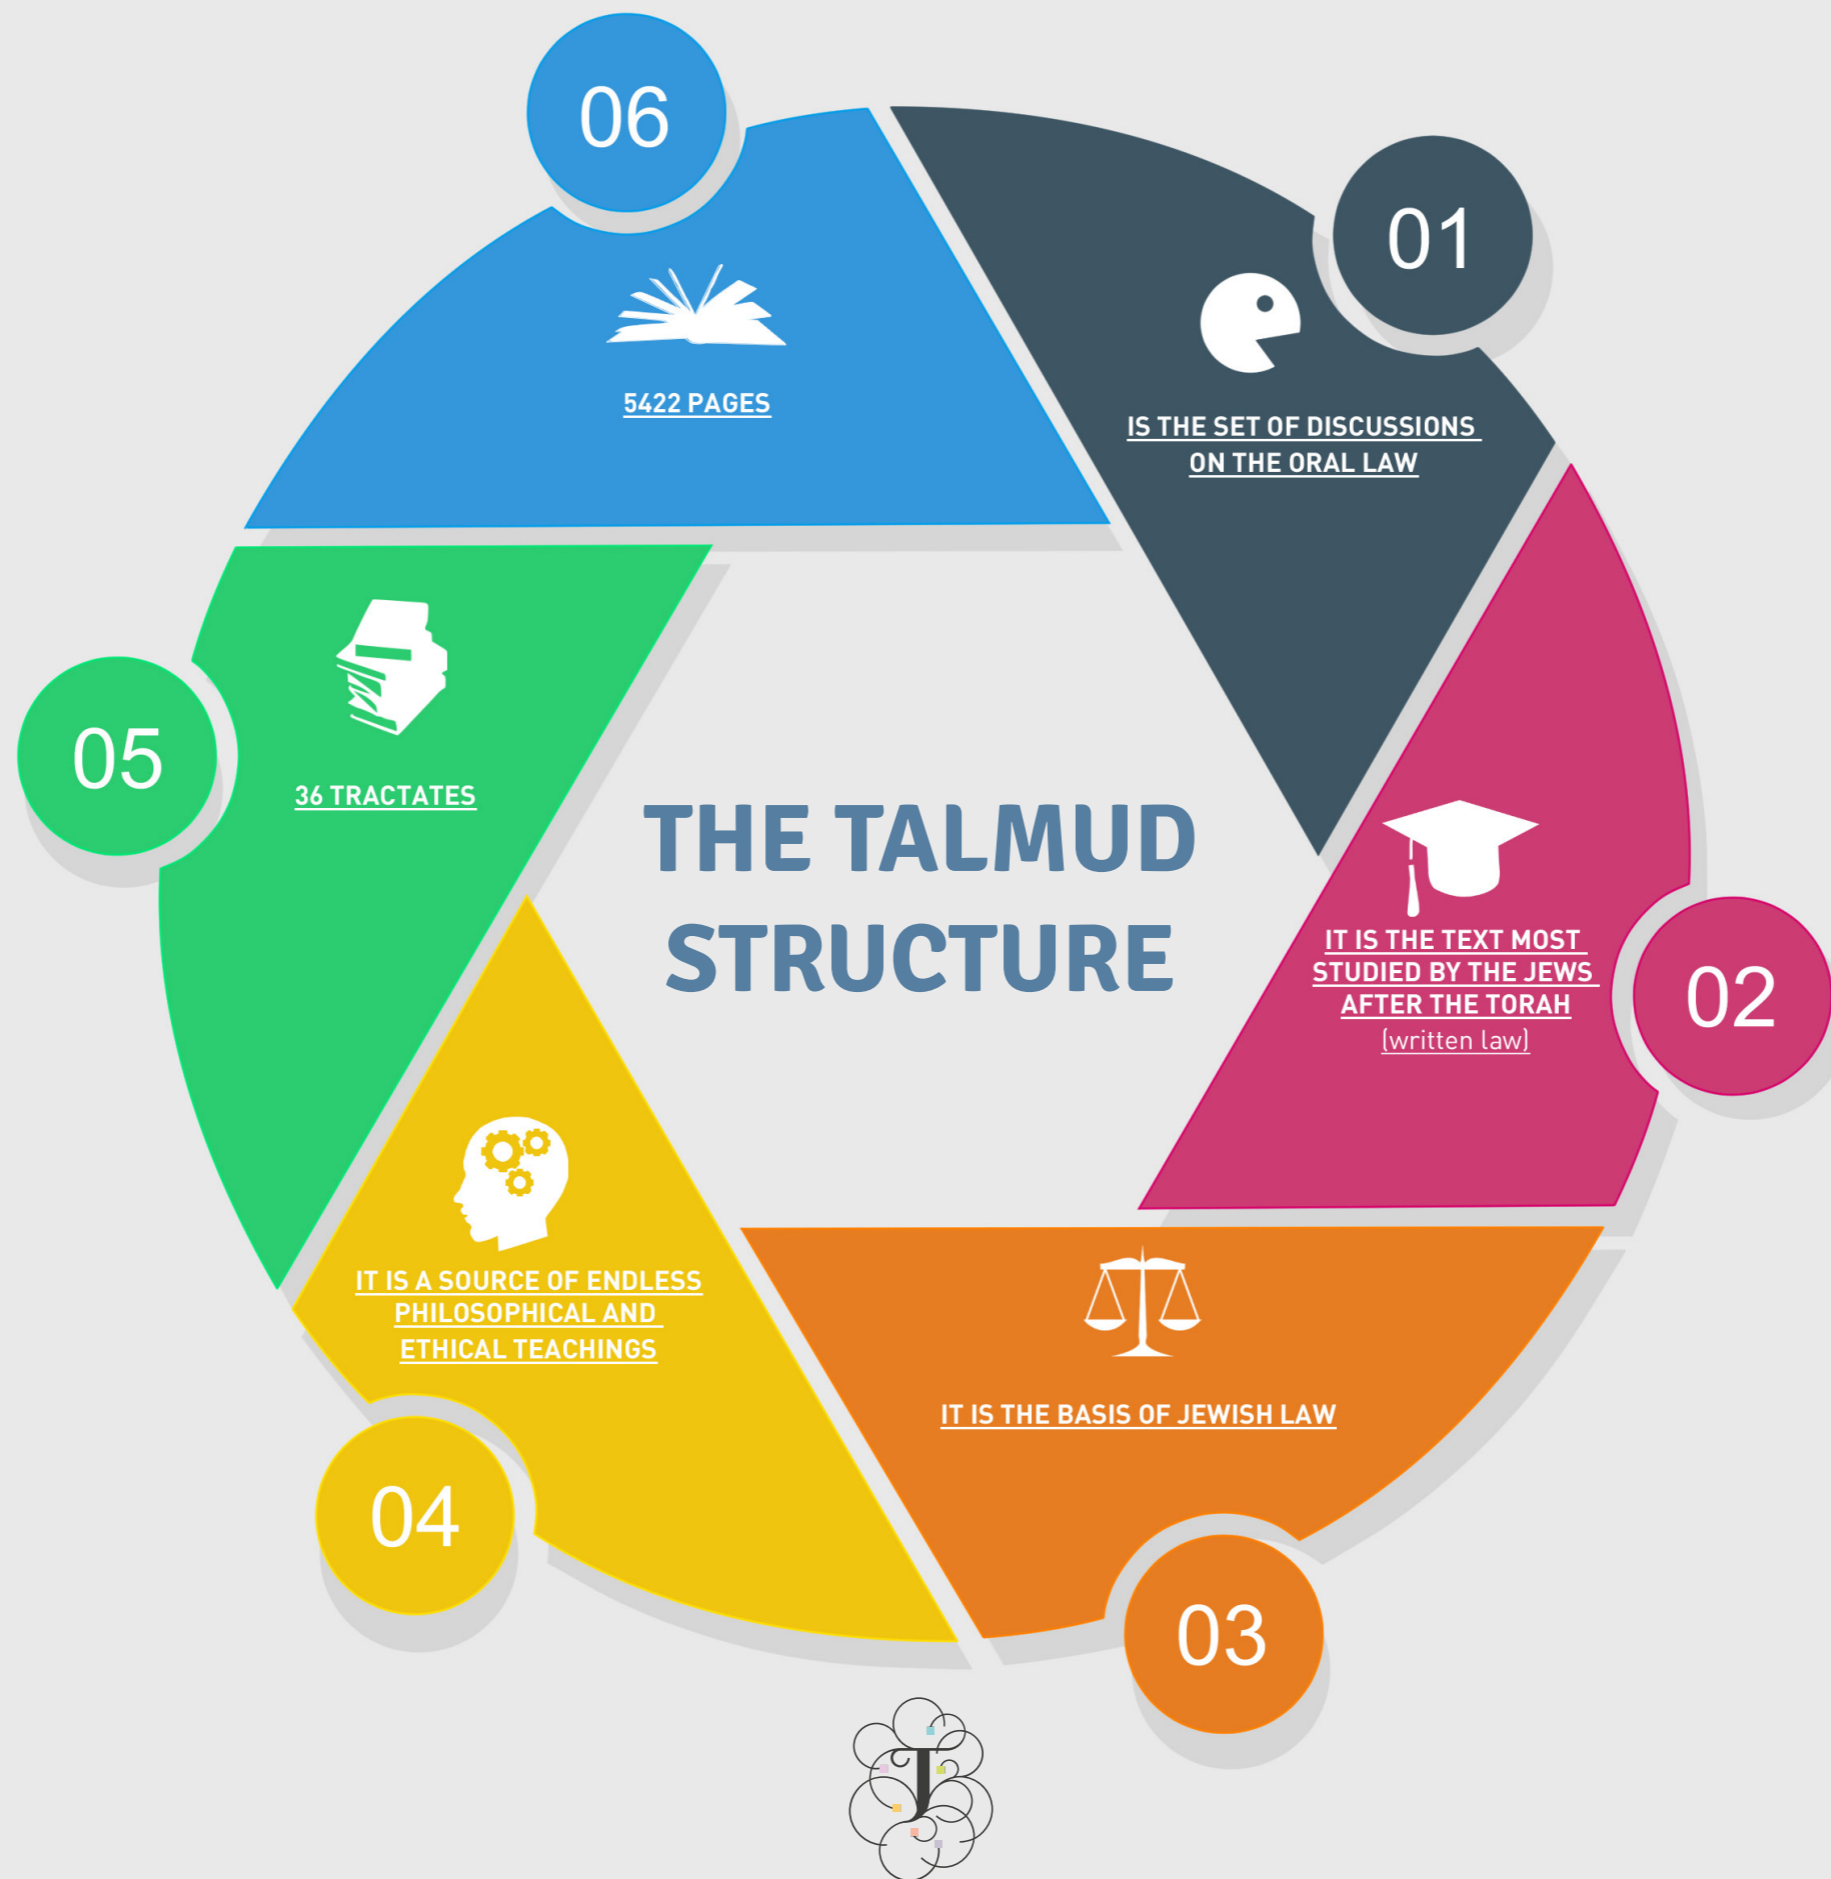 THE TALMUD
STRUCTURE
01
IS THE SET OF DISCUSSIONS
ON THE ORAL LAW
02
IT IS THE TEXT MOST
STUDIED BY THE JEWS
AFTER THE TORAH
(written law)
03
IT IS THE BASIS OF JEWISH LAW
04
IT IS A SOURCE OF ENDLESS
PHILOSOPHICAL AND
ETHICAL TEACHINGS
05
36 TRACTATES
06
5422 PAGES